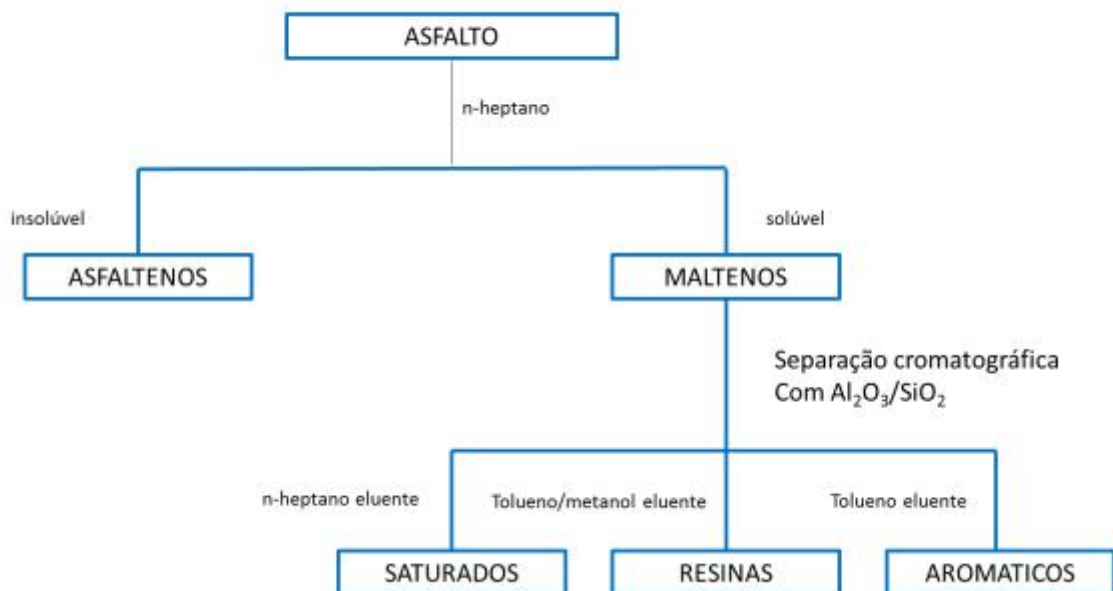 ASFALTO
n-heptano
insolúvel
solúvel
ASFALTENOS
MALTENOS
Separação cromatográfica
Com Al₂O₃/SiO₂
n-heptano eluente
Tolueno/metanol eluente
Tolueno eluente
SATURADOS
RESINAS
AROMATICOS